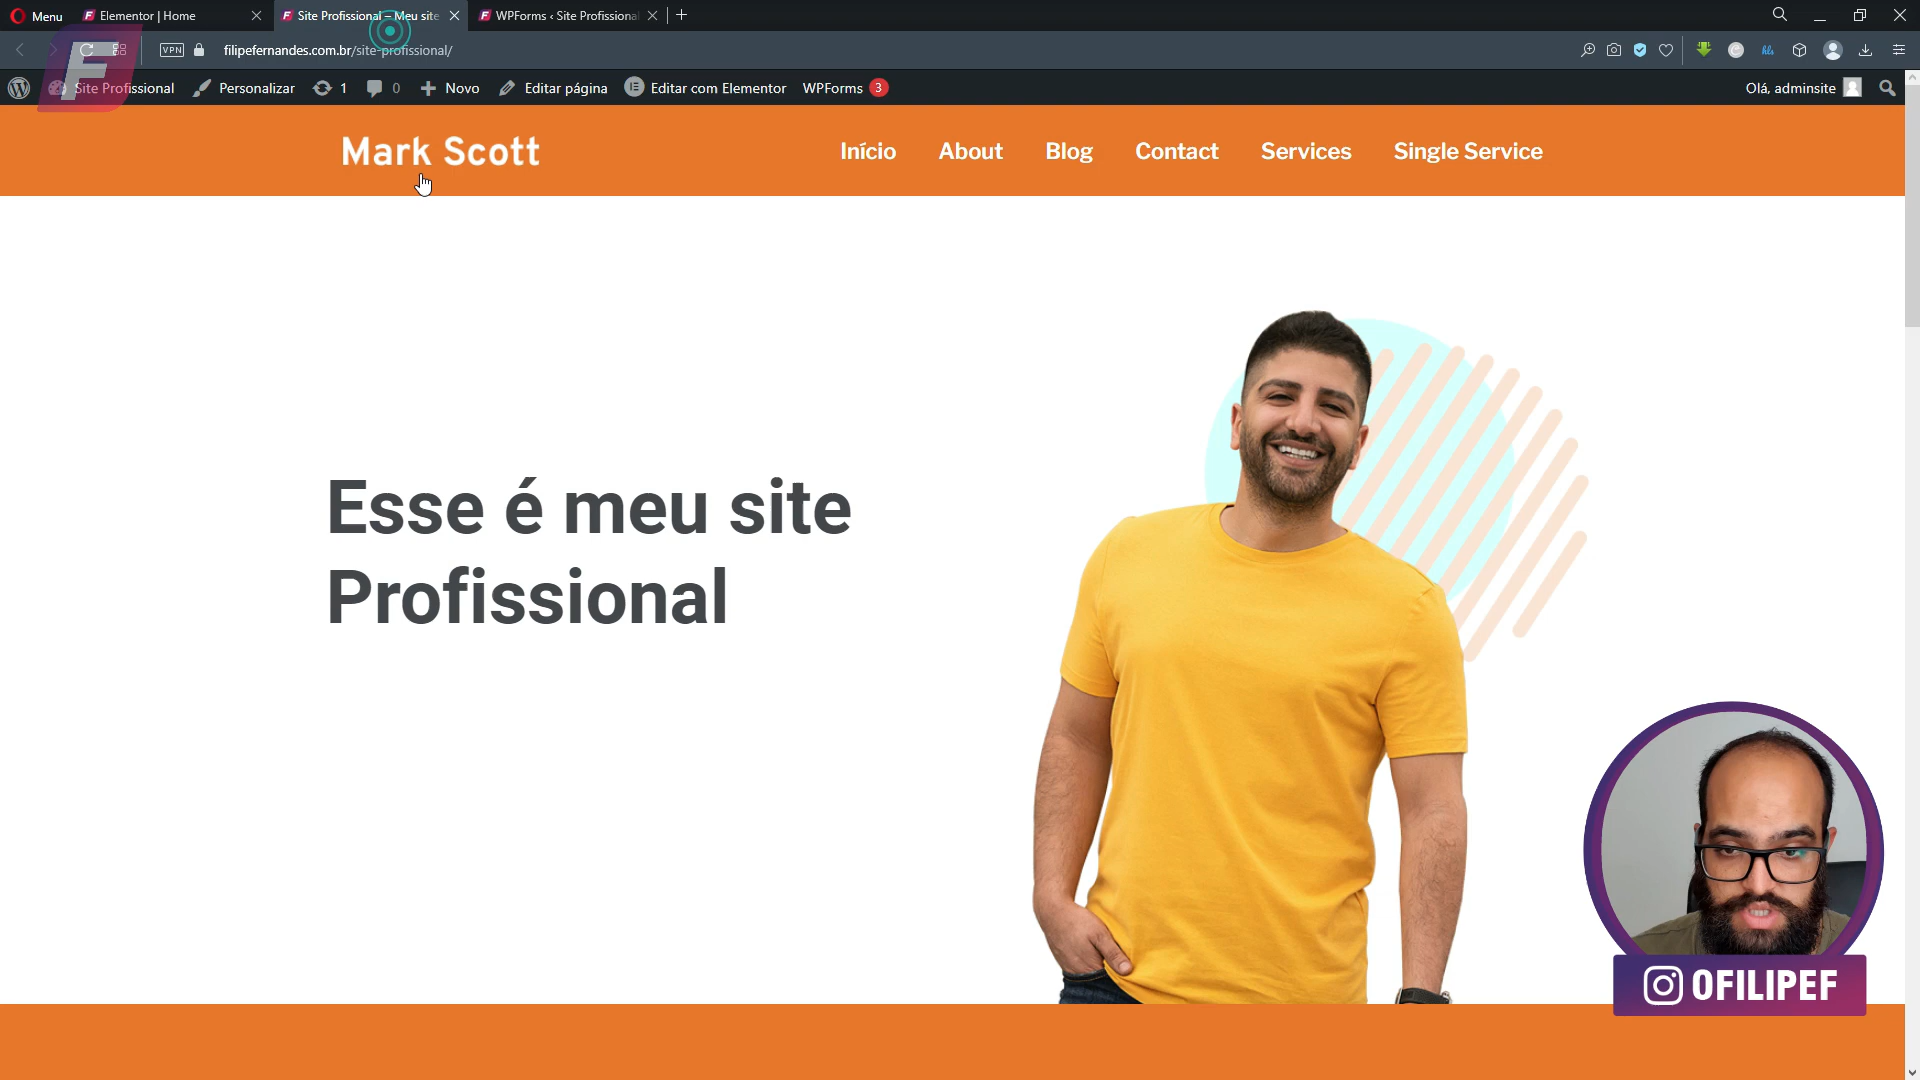 Menu
Elementor | Home
Site Profissional – Meu site
WPForms ‹ Site Profissional
VPN
filipefernandes.com.br/site-profissional/
Site Profissional
Personalizar
1
0
Novo
Editar página
Editar com Elementor
WPForms 3
Olá, adminsite
Mark Scott
Início
About
Blog
Contact
Services
Single Service
Esse é meu site
Profissional
OFILIPEF